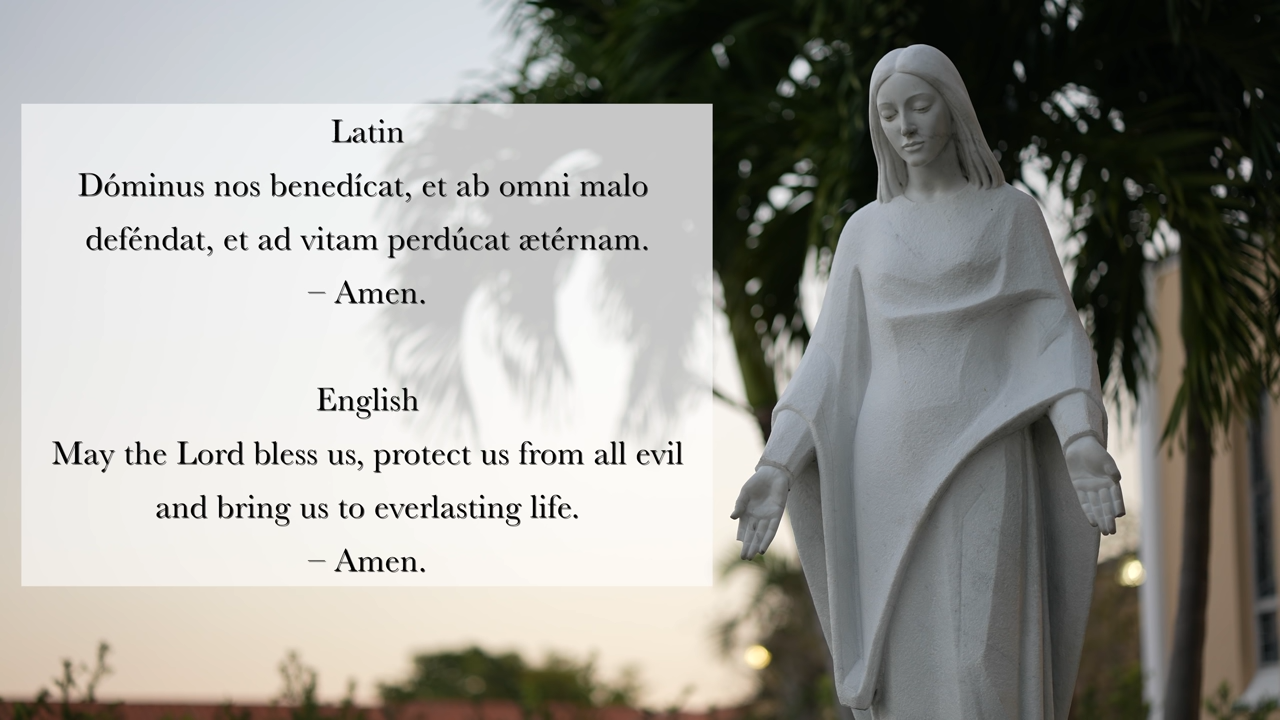 Latin
Dóminus nos benedícat, et ab omni malo
deféndat, et ad vitam perdúcat ætérnam.
– Amen.
English
May the Lord bless us, protect us from all evil
and bring us to everlasting life.
– Amen.